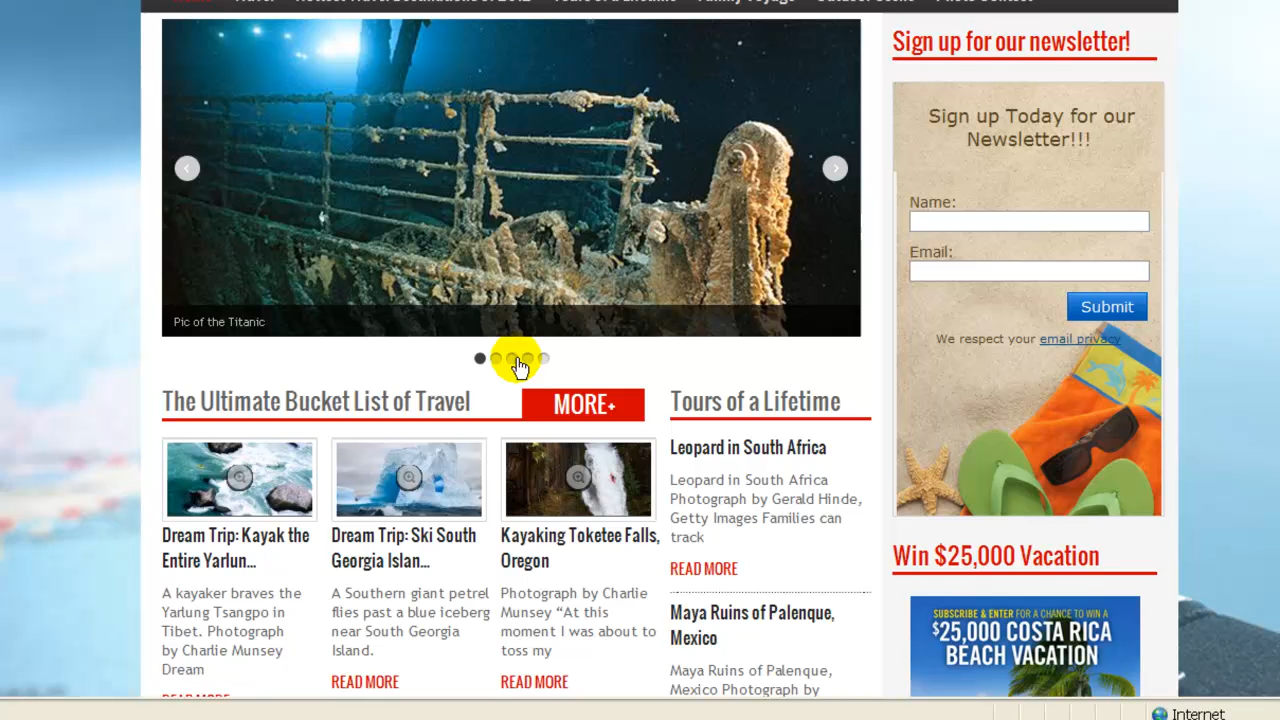 Sign up for our newsletter!
Sign up Today for our
Newsletter!!!
Name:
Email:
Submit
We respect your email privacy
Pic of the Titanic
The Ultimate Bucket List of Travel
MORE+
Tours of a Lifetime
Dream Trip: Kayak the
Entire Yarlun...
A kayaker braves the
Yarlung Tsangpo in
Tibet. Photograph
by Charlie Munsey
Dream
Dream Trip: Ski South
Georgia Islan...
A Southern giant petrel
flies past a blue iceberg
near South Georgia
Island.
READ MORE
Kayaking Toketee Falls,
Oregon
Photograph by Charlie
Munsey “At this
moment I was about to
toss my
READ MORE
Leopard in South Africa
Leopard in South Africa
Photograph by Gerald Hinde,
Getty Images Families can
track
READ MORE
Maya Ruins of Palenque,
Mexico
Maya Ruins of Palenque,
Mexico Photograph by
Win $25,000 Vacation
SUBSCRIBE & ENTER FOR A CHANCE TO WIN A
$25,000 COSTA RICA
BEACH VACATION
Internet